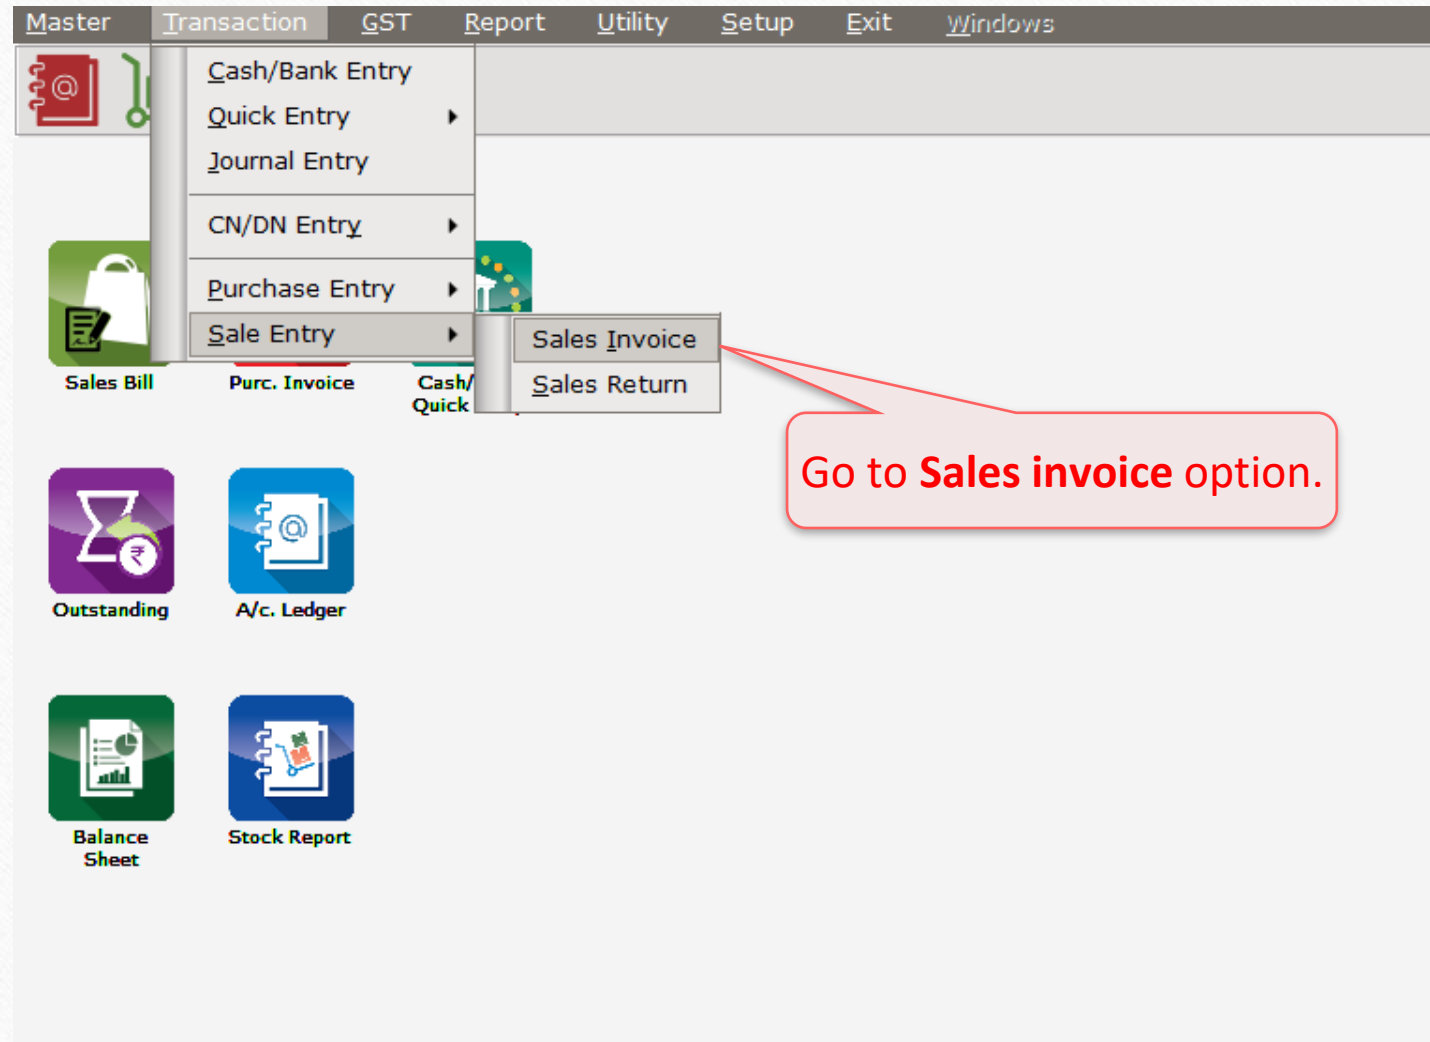 Master Transaction GST Report Utility Setup Exit Windows
Cash/Bank Entry
Quick Entry
Journal Entry
CN/DN Entry
Purchase Entry
Sale Entry
Sales Invoice
Sales Return
Go to Sales invoice option.
Sales Bill
Purc. Invoice
Cash/
Quick
Outstanding
A/c. Ledger
Balance
Sheet
Stock Report